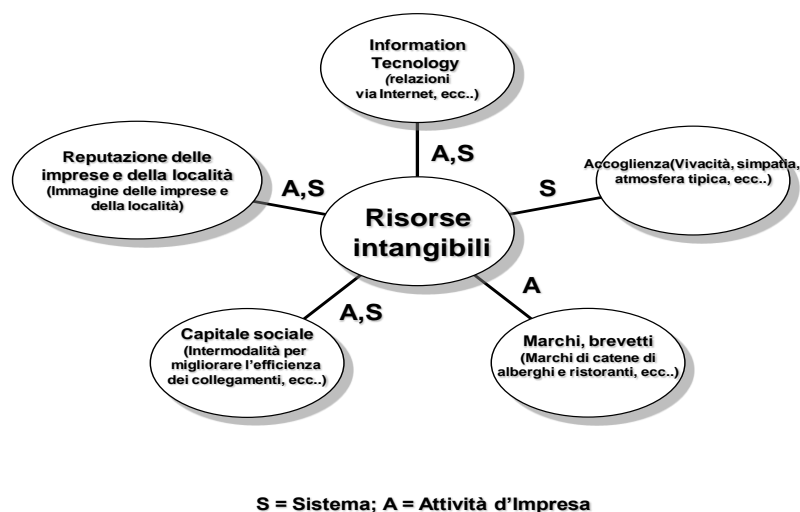 Information
Tecnology
(relazioni
via Internet, ecc..)
Reputazione delle
imprese e della località
(Immagine delle imprese e
della località)
A,S
A,S
S
Accoglienza(Vivacità, simpatia,
atmosfera tipica, ecc..)
Risorse
intangibili
A,S
A
Capitale sociale
(Intermodalità per
migliorare l'efficienza
dei collegamenti, ecc..)
Marchi, brevetti
(Marchi di catene di
alberghi e ristoranti, ecc..)
S = Sistema; A = Attività d'Impresa